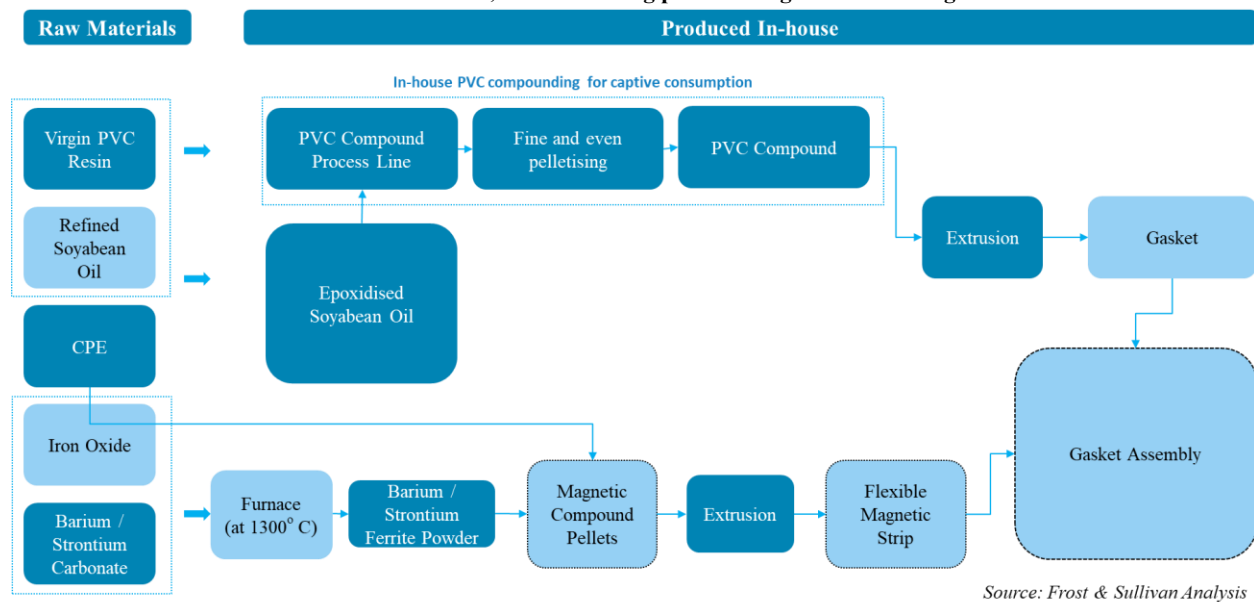 Raw Materials
Produced In-house
In-house PVC compounding for captive consumption
Virgin PVC
Resin
PVC Compound
Process Line
Fine and even
pelletising
PVC Compound
Refined
Soyabean
Oil
Extrusion
Gasket
Epoxidised
Soyabean Oil
CPE
Iron Oxide
Gasket Assembly
Barium /
Strontium
Carbonate
Furnace
(at 1300° C)
Barium /
Strontium
Ferrite Powder
Magnetic
Compound
Pellets
Extrusion
Flexible
Magnetic
Strip
Source: Frost & Sullivan Analysis